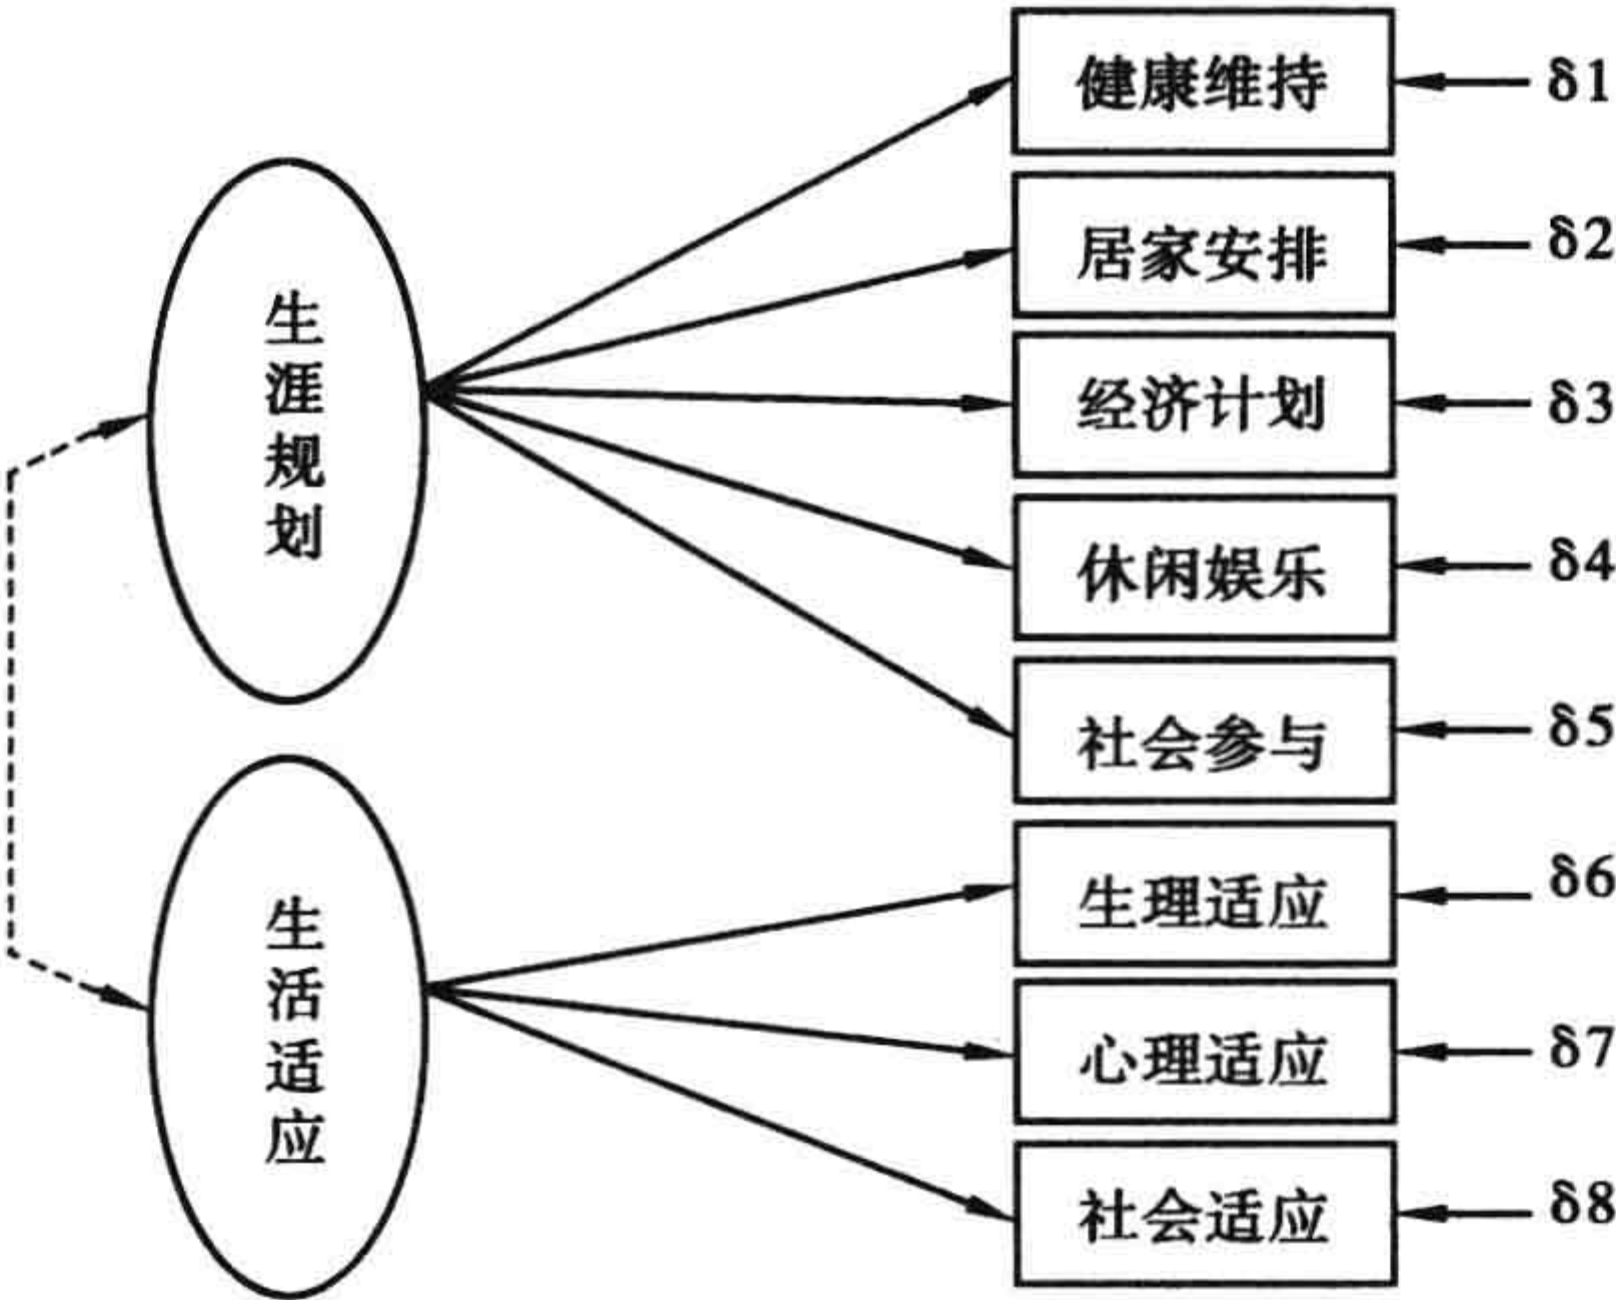 生涯规划
生活适应
健康维持 δ1
居家安排 δ2
经济计划 δ3
休闲娱乐 δ4
社会参与 δ5
生理适应 δ6
心理适应 δ7
社会适应 δ8